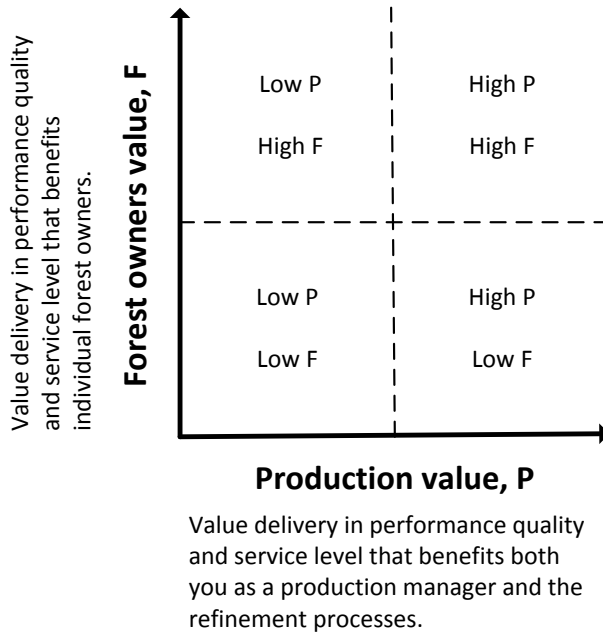 Value delivery in performance quality
and service level that benefits
individual forest owners.
Forest owners value, F
Low P
High P
High F
High F
Low P
High P
Low F
Low F
Production value, P
Value delivery in performance quality
and service level that benefits both
you as a production manager and the
refinement processes.